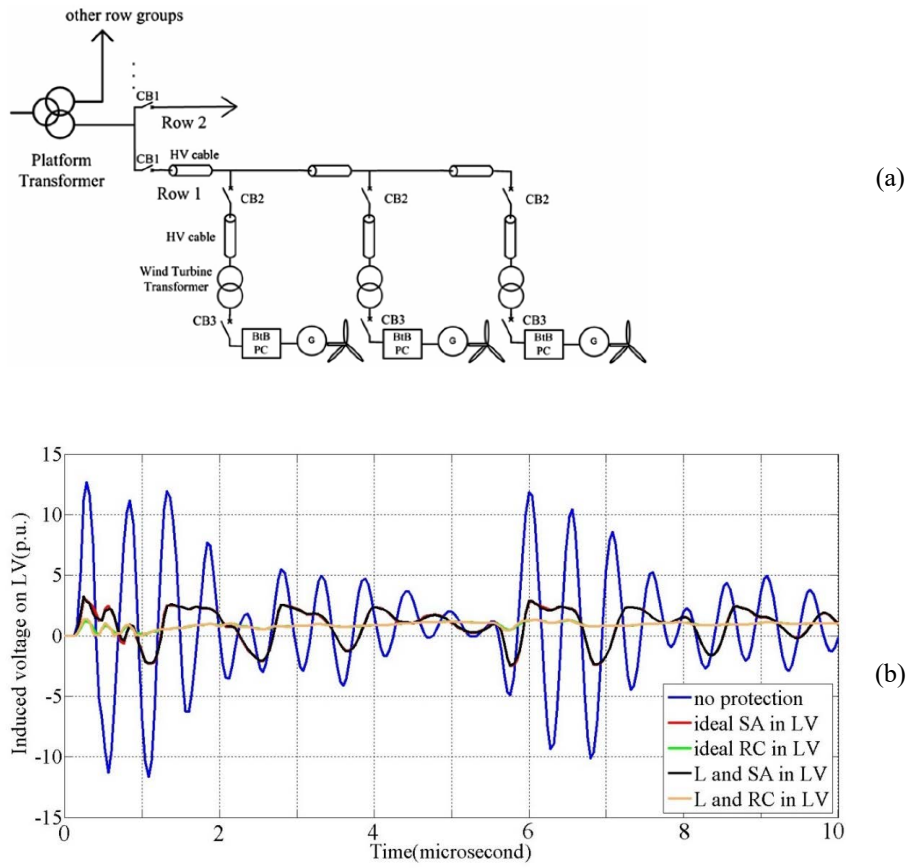 other row groups
CB1
Row 2
Platform
Transformer
CB1
HV cable
Row 1
CB2
CB2
CB2
(a)
HV cable
Wind Turbine
Transformer
CB3
CB3
CB3
BtB
PC
G
BtB
PC
G
BtB
PC
G
15
10
5
0
-5
-10
-15
Induced voltage on LV(p.u.)
no protection
ideal SA in LV
ideal RC in LV
L and SA in LV
L and RC in LV
(b)
0
2
4
6
8
10
Time(microsecond)